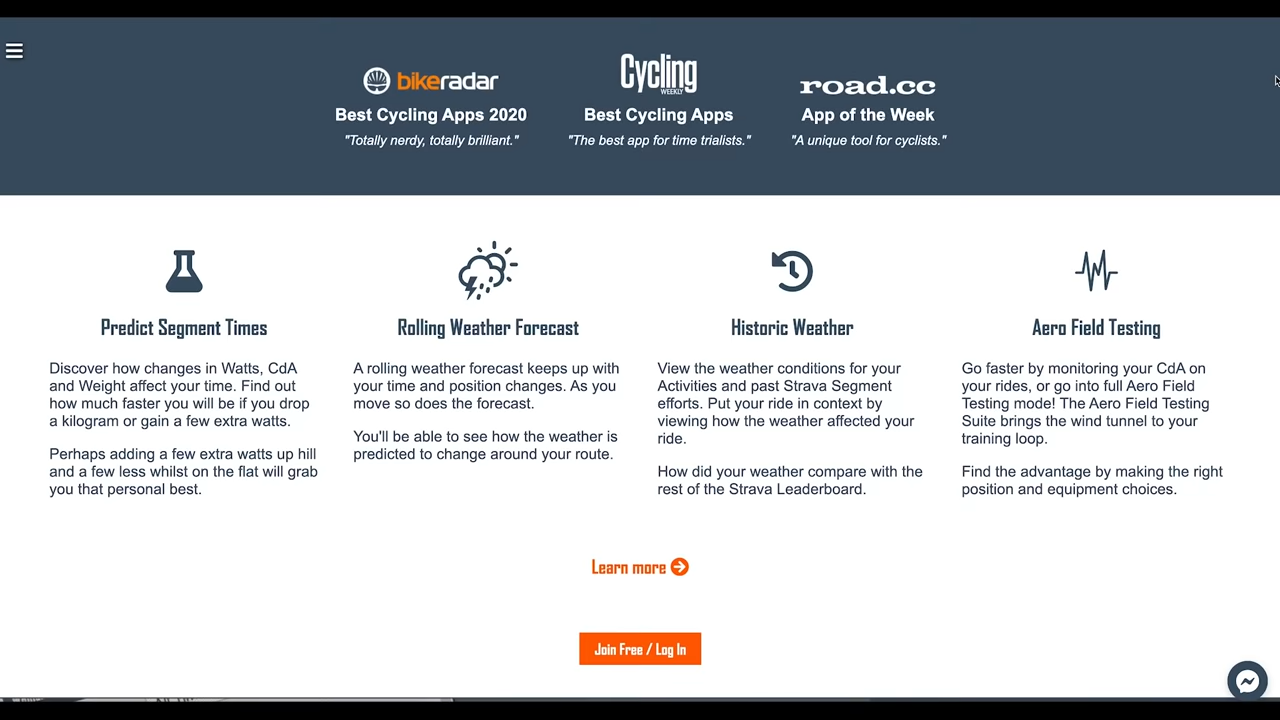 bikeradar
Cycling
WEEKLY
road.cc
Best Cycling Apps 2020
Best Cycling Apps
App of the Week
"Totally nerdy, totally brilliant."
"The best app for time trialists."
"A unique tool for cyclists."
Predict Segment Times
Discover how changes in Watts, CdA
and Weight affect your time. Find out
how much faster you will be if you drop
a kilogram or gain a few extra watts.
Perhaps adding a few extra watts up hill
and a few less whilst on the flat will grab
you that personal best.
Rolling Weather Forecast
A rolling weather forecast keeps up with
your time and position changes. As you
move so does the forecast.
You'll be able to see how the weather is
predicted to change around your route.
Historic Weather
View the weather conditions for your
Activities and past Strava Segment
efforts. Put your ride in context by
viewing how the weather affected your
ride.
How did your weather compare with the
rest of the Strava Leaderboard.
Aero Field Testing
Go faster by monitoring your CdA on
your rides, or go into full Aero Field
Testing mode! The Aero Field Testing
Suite brings the wind tunnel to your
training loop.
Find the advantage by making the right
position and equipment choices.
Learn more
Join Free / Log In